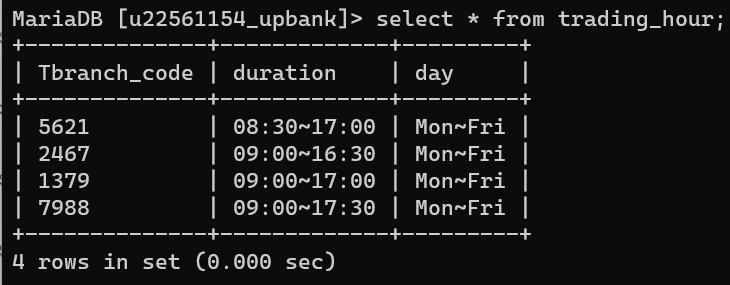 MariaDB [u22561154_upbank]> select * from trading_hour;
+--------------+-------------+---------+
| Tbranch_code | duration    | day     |
+--------------+-------------+---------+
| 5621         | 08:30~17:00 | Mon~Fri |
| 2467         | 09:00~16:30 | Mon~Fri |
| 1379         | 09:00~17:00 | Mon~Fri |
| 7988         | 09:00~17:30 | Mon~Fri |
+--------------+-------------+---------+
4 rows in set (0.000 sec)